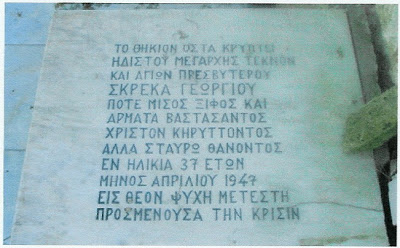 ΤΟ ΘΗΚΙΟΝ ΟΣΤΑ ΚΡΥΠΤΕΙ
ΗΔΙΣΤΟΥ ΜΕΓΑΡΧΗΣ ΤΕΚΝΟΝ
ΚΑΙ ΑΓΙΩΝ ΠΡΕΣΒΥΤΕΡΟΥ
ΣΚΡΕΚΑ ΓΕΩΡΓΙΟΥ
ΠΟΤΕ ΜΙΣΟΣ ΞΙΦΟΣ ΚΑΙ
ΑΡΜΑΤΑ ΒΑΣΤΑΣΑΝΤΟΣ
ΧΡΙΣΤΟΝ ΚΗΡΥΤΤΟΝΤΟΣ
ΑΛΛΑ ΣΤΑΥΡΩ ΘΑΝΟΝΤΟΣ
ΕΝ ΗΛΙΚΙΑ 37 ΕΤΩΝ
ΜΗΝΟΣ ΑΠΡΙΛΙΟΥ 1947
ΕΙΣ ΘΕΟΝ ΨΥΧΗ ΜΕΤΕΣΤΗ
ΠΡΟΣΜΕΝΟΥΣΑ ΤΗΝ ΚΡΙΣΙΝ